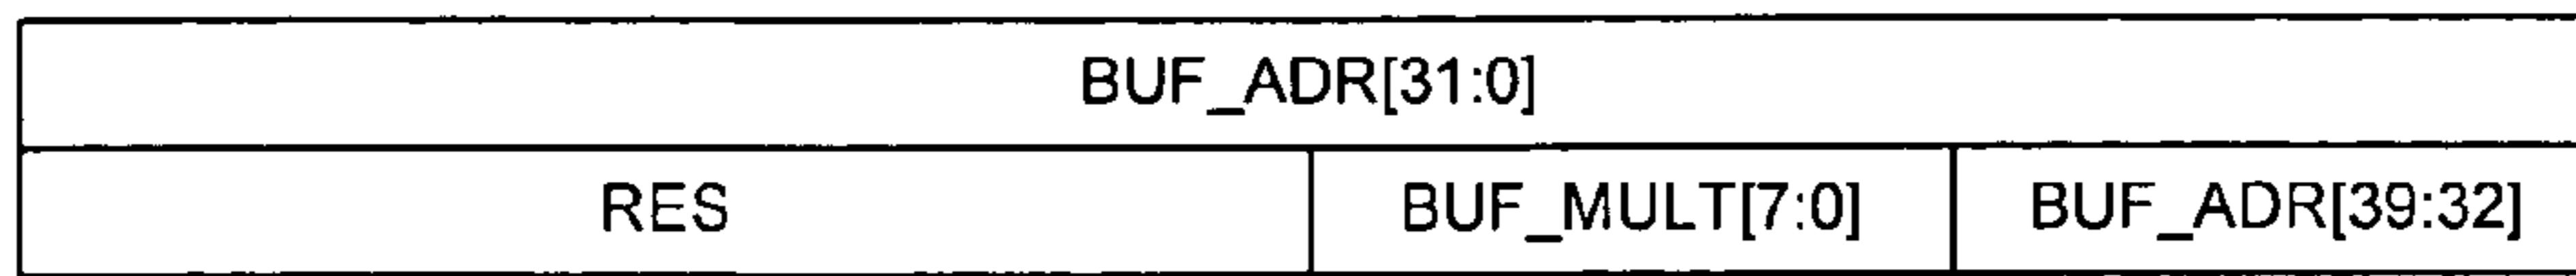 BUF_ADR[31:0]
RES BUF_MULT[7:0] BUF_ADR[39:32]